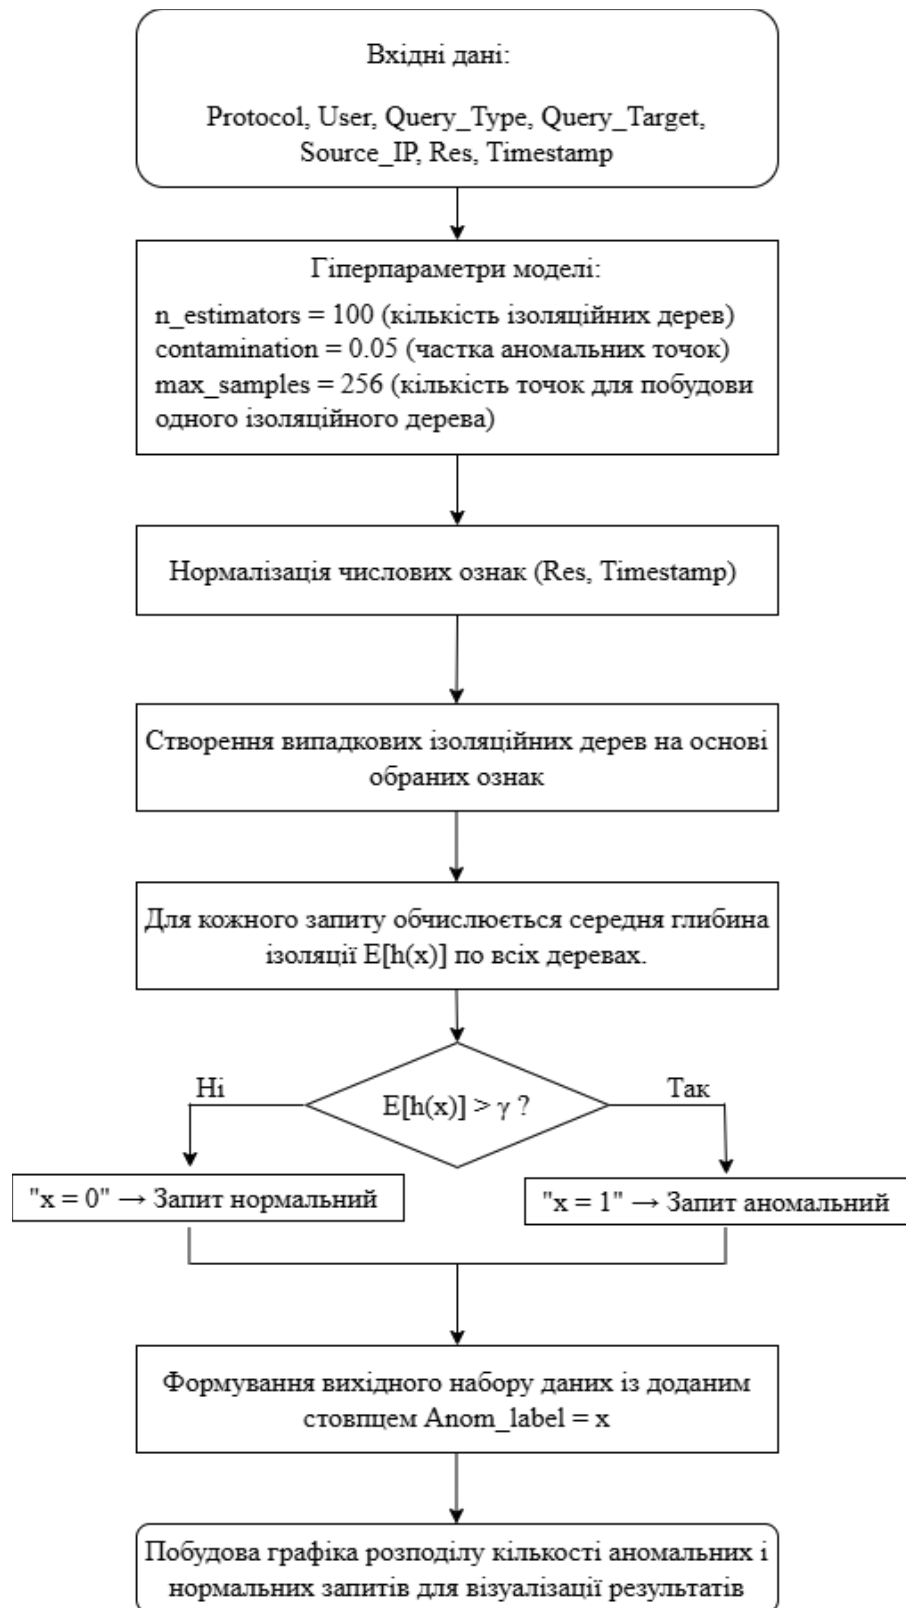 Вхідні дані:
Protocol, User, Query_Type, Query_Target,
Source_IP, Res, Timestamp
Гіперпараметри моделі:
n_estimators = 100 (кількість ізоляційних дерев)
contamination = 0.05 (частка аномальних точок)
max_samples = 256 (кількість точок для побудови
одного ізоляційного дерева)
Нормалізація числових ознак (Res, Timestamp)
Створення випадкових ізоляційних дерев на основі
обраних ознак
Для кожного запиту обчислюється середня глибина
ізоляції E[h(x)] по всіх деревах.
E[h(x)] > γ ?
Ні
Так
"x = 0" → Запит нормальний
"x = 1" → Запит аномальний
Формування вихідного набору даних із доданим
стовпцем Anom_label = x
Побудова графіка розподілу кількості аномальних і
нормальних запитів для візуалізації результатів